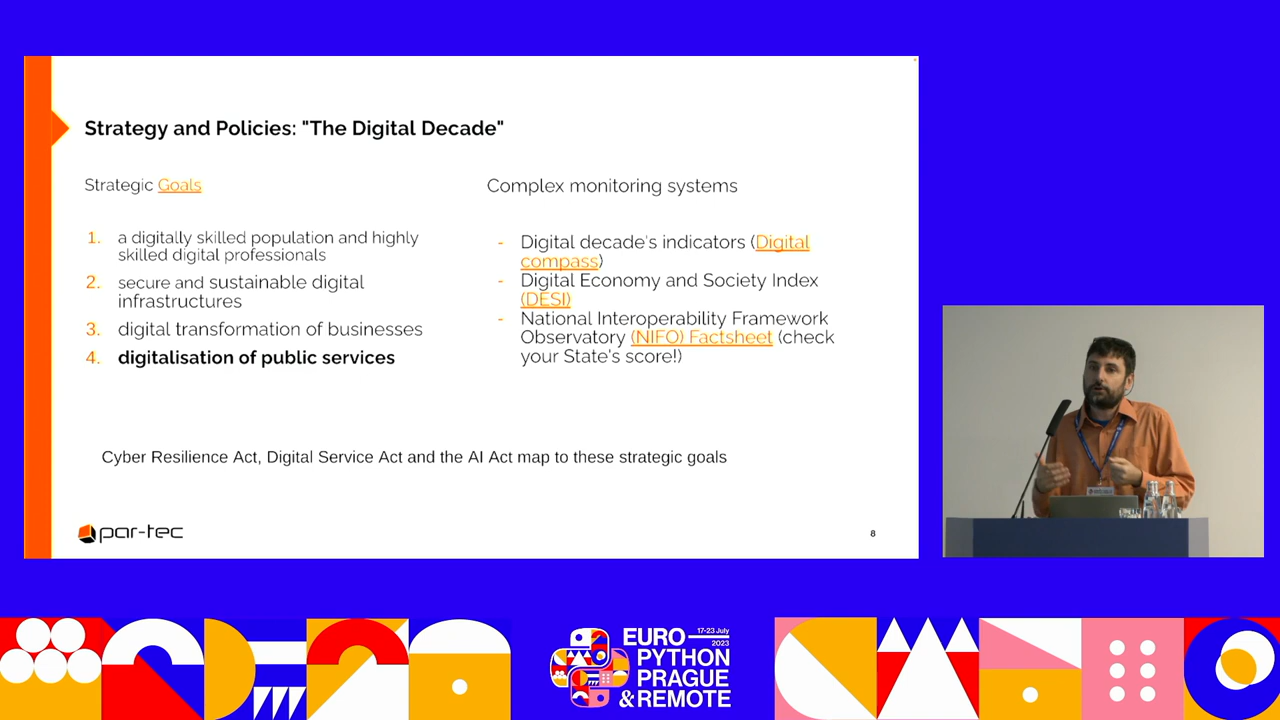 Strategy and Policies: "The Digital Decade"
Strategic Goals
1. a digitally skilled population and highly
skilled digital professionals
2. secure and sustainable digital
infrastructures
3. digital transformation of businesses
4. digitalisation of public services
Complex monitoring systems
- Digital decade's indicators (Digital
compass)
- Digital Economy and Society Index
(DESI)
- National Interoperability Framework
Observatory (NIFO) Factsheet (check
your State's score!)
Cyber Resilience Act, Digital Service Act and the AI Act map to these strategic goals
par-tec
8
EURO 17-23 July
2023
PYTHON
PRAGUE
& REMOTE